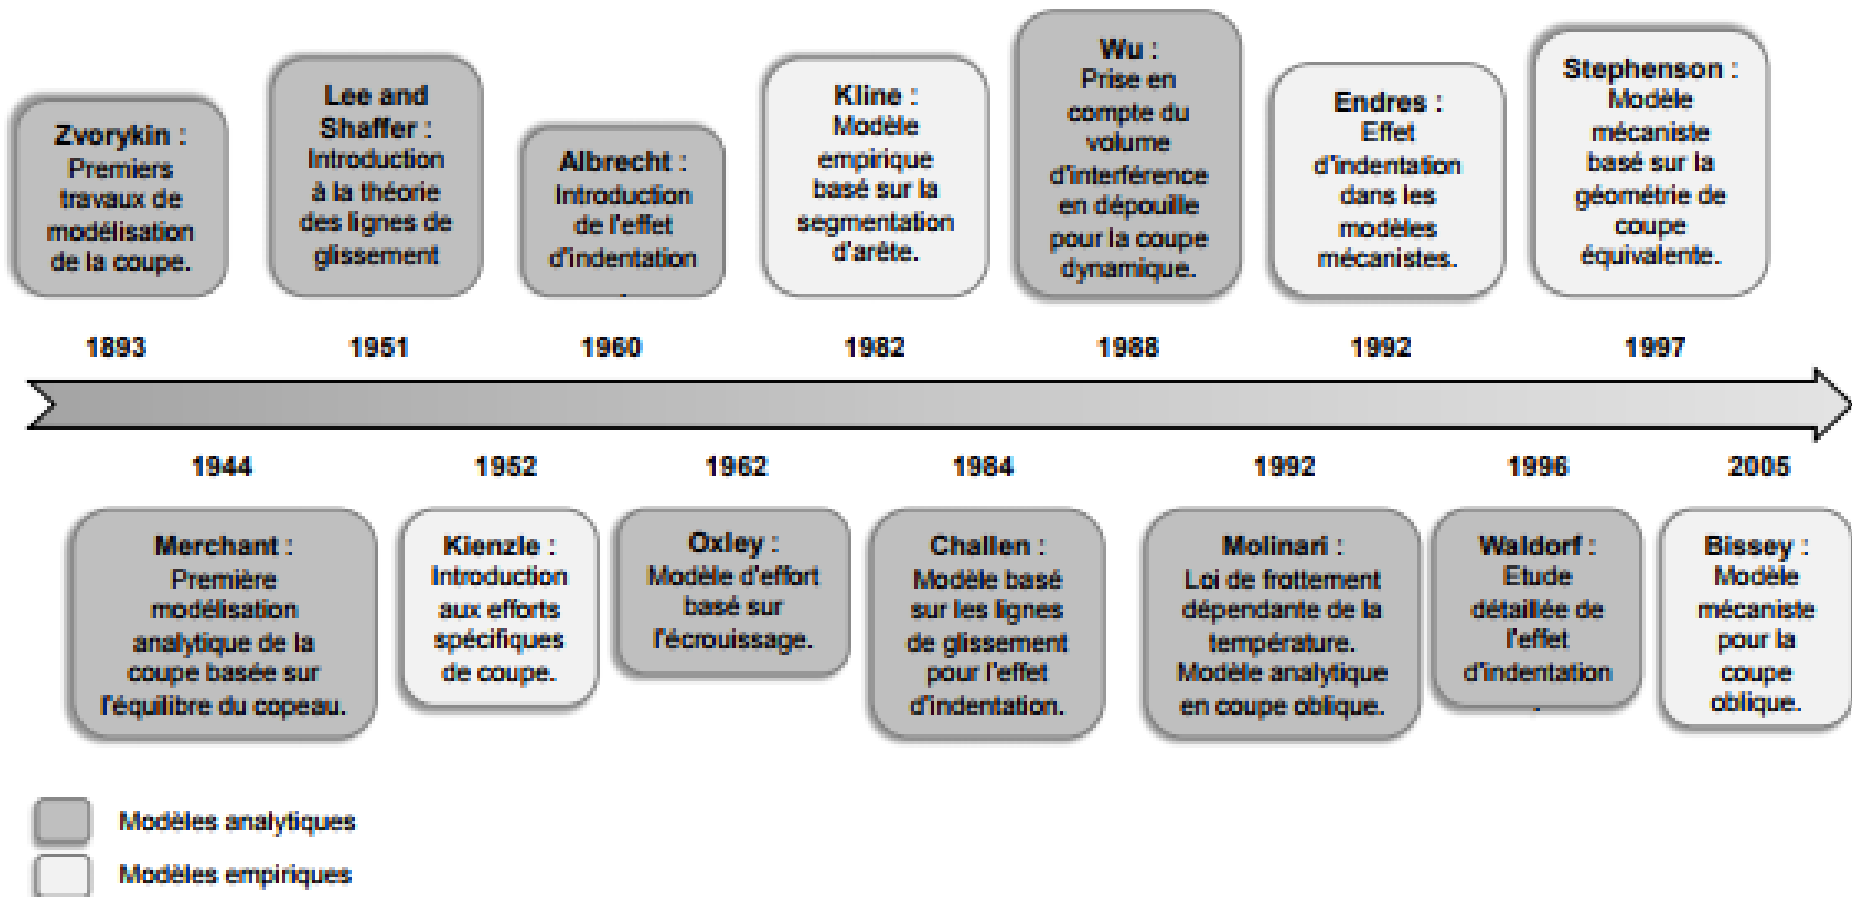 Zvorykin :
Premiers
travaux de
modélisation
de la coupe.
Lee and
Shaffer :
Introduction
à la théorie
des lignes de
glissement
Albrecht :
Introduction
de l'effet
d'indentation
.
Kline :
Modèle
empirique
basé sur la
segmentation
d'arête.
Wu :
Prise en
compte du
volume
d'interférence
en dépouille
pour la coupe
dynamique.
Endres :
Effet
d'indentation
dans les
modèles
mécanistes.
Stephenson :
Modèle
mécaniste
basé sur la
géométrie de
coupe
équivalente.
1893
1951
1960
1982
1988
1992
1997
1944
1952
1962
1984
1992
1996
2005
Merchant :
Première
modélisation
analytique de la
coupe basée sur
l'équilibre du copeau.
Kienzle :
Introduction
aux efforts
spécifiques
de coupe.
Oxley :
Modèle d'effort
basé sur
l'écrouissage.
Challen :
Modèle basé
sur les lignes
de glissement
pour l'effet
d'indentation.
Molinari :
Loi de frottement
dépendante de la
température.
Modèle analytique
en coupe oblique.
Waldorf :
Etude
détaillée de
l'effet
d'indentation
.
Bissey :
Modèle
mécaniste
pour la
coupe
oblique.
Modèles analytiques
Modèles empiriques